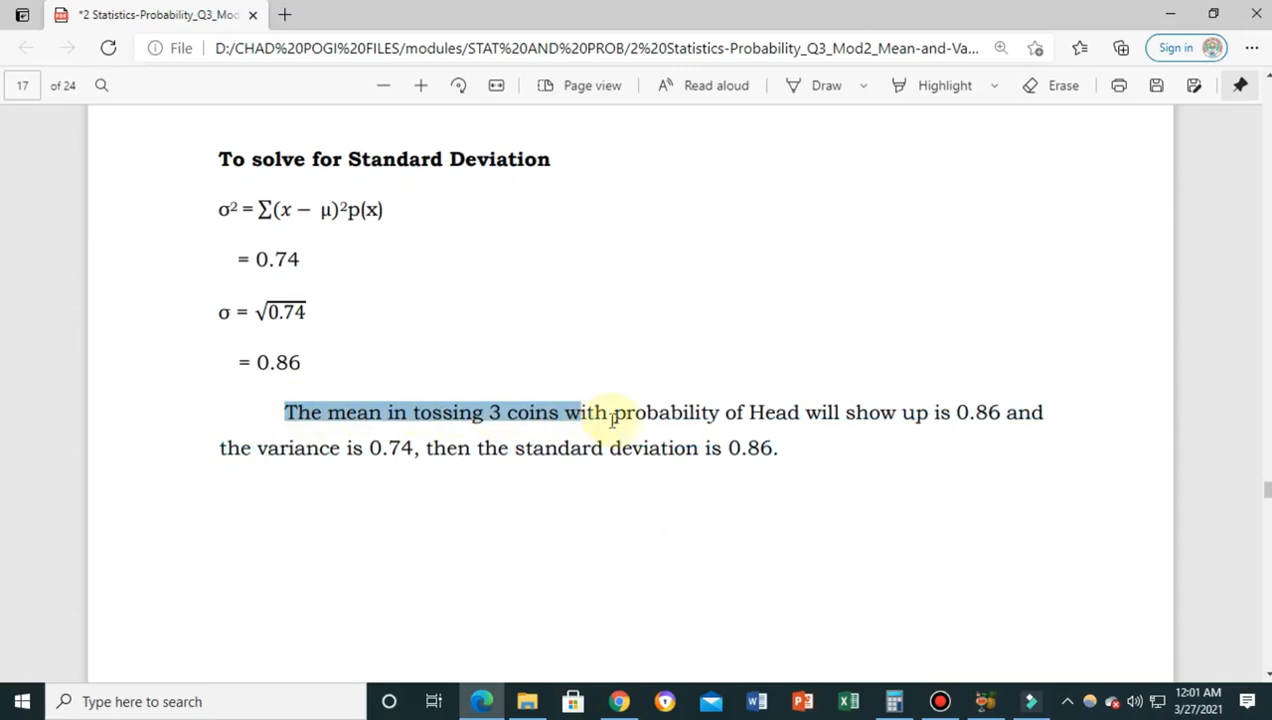 *2 Statistics-Probability_Q3_Mod
File
D:/CHAD%20POGI%20FILES/modules/STAT%20AND%20PROB/2%20Statistics-Probability_Q3_Mod2_Mean-and-Va...
Sign in
17 of 24
Page view
Read aloud
Draw
Highlight
Erase
To solve for Standard Deviation
σ² = ∑(x − μ)²p(x)
= 0.74
σ = √0.74
= 0.86
The mean in tossing 3 coins with probability of Head will show up is 0.86 and
the variance is 0.74, then the standard deviation is 0.86.
Type here to search
12:01 AM
3/27/2021